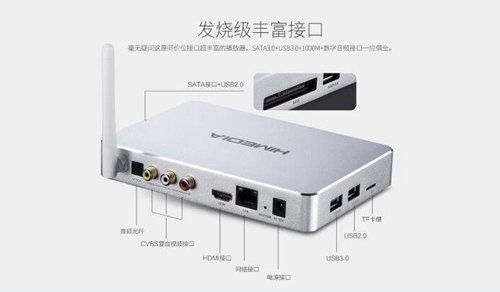 发烧级丰富接口
毫无疑问这是同价位接口超丰富的播放器，SATA3.0+USB3.0+1000M+数字音频接口一应俱全。
SATA接口+USB2.0
HIMEDIA
TF卡槽
USB2.0
USB3.0
音频光纤
CVBS复合视频接口
HDMI接口
网络接口
电源接口